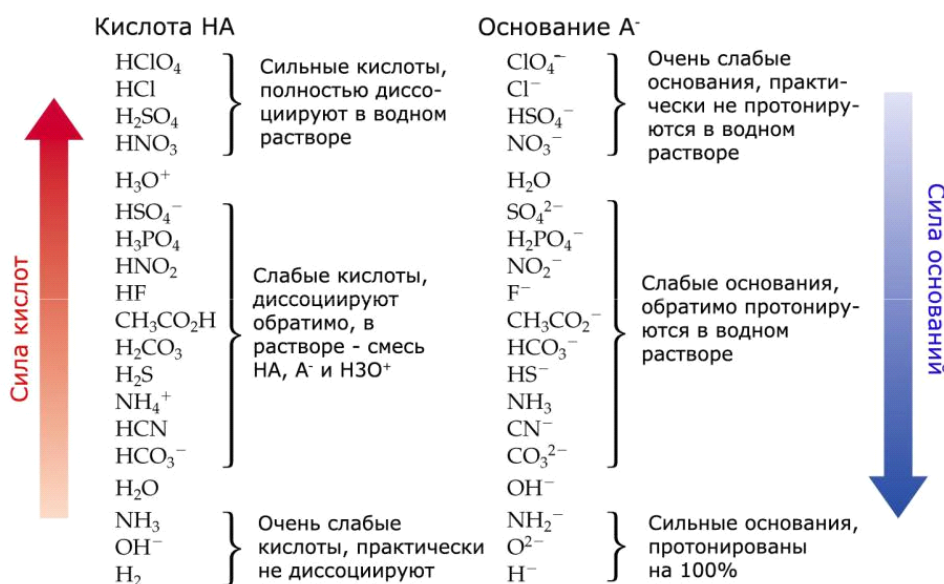 Кислота НА
Основание А⁻
HClO₄
HCl
H₂SO₄
HNO₃
Сильные кислоты,
полностью диссо-
циируют в водном
растворе
ClO₄⁻
Cl⁻
HSO₄⁻
NO₃⁻
Очень слабые
основания, практи-
чески не протониру-
ются в водном
растворе
H₃O⁺
H₂O
HSO₄⁻
H₃PO₄
HNO₂
HF
CH₃CO₂H
H₂CO₃
H₂S
NH₄⁺
HCN
HCO₃⁻
Слабые кислоты,
диссоциируют
обратимо, в
растворе - смесь
НА, А⁻ и Н3О⁺
SO₄²⁻
H₂PO₄⁻
NO₂⁻
F⁻
CH₃CO₂⁻
HCO₃⁻
HS⁻
NH₃
CN⁻
CO₃²⁻
Слабые основания,
обратимо протониру-
ются в водном
растворе
H₂O
OH⁻
NH₃
OH⁻
H₂
Очень слабые
кислоты, практически
не диссоциируют
NH₂⁻
O²⁻
H⁻
Сильные основания,
протонированы
на 100%
Сила кислот
Сила оснований